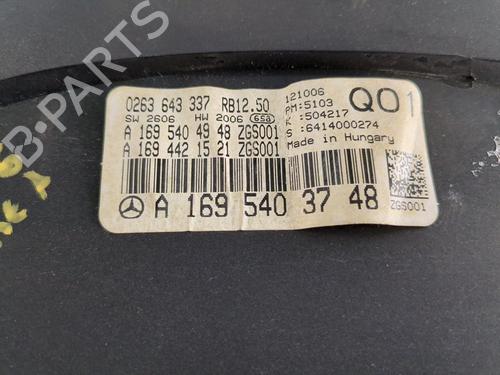 0263 643 337 RB12.50
SW 2606 HW 2006 6sa
A 169 540 49 48 ZGS001
A 169 442 15 21 ZGS001
121006
PM:5103
K :504217
S :6414000274
Made in Hungary
Q01
A 169 540 37 48
ZGS001
B-PARTS